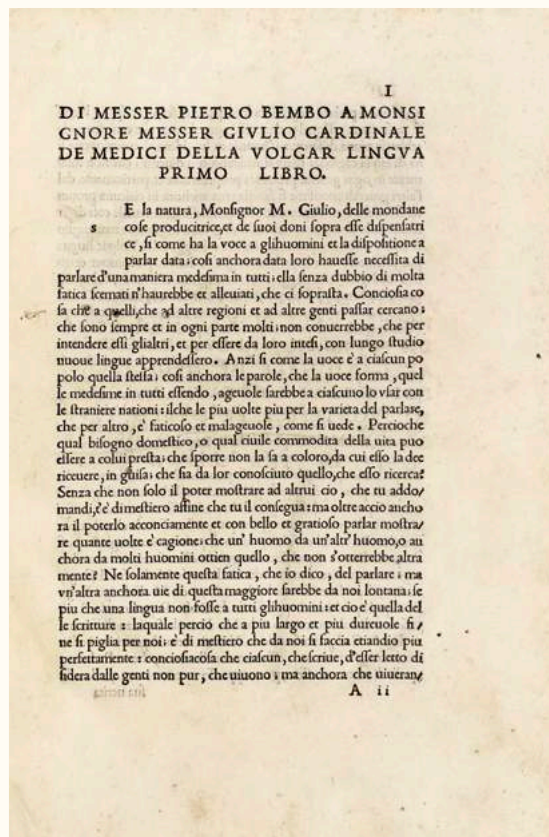 I
DI MESSER PIETRO BEMBO A MONSI
GNORE MESSER GIVLIO CARDINALE
DE MEDICI DELLA VOLGAR LINGVA
PRIMO LIBRO.
E la natura, Monsignor M. Giulio, delle mondane
s cose producitrice, et de suoi doni sopra esse dispensatri
ce, si come ha la voce a glihuomini et la dispositione a
parlar data; cosi anchora data loro hauesse necessita di
parlare d'una maniera medesima in tutti; ella senza dubbio di molta
fatica scemati n'haurebbe et alleuiati, che ci soprasta. Conciosia co
sa che a quelli, che ad altre regioni et ad altre genti passar cercano;
che sono sempre et in ogni parte molti; non conuerrebbe, che per
intendere essi glialtri, et per essere da loro intesi, con lungo studio
nuoue lingue apprendessero. Anzi si come la uoce è a ciascun po
polo quella stessa; cosi anchora le parole, che la uoce forma, quel
le medesime in tutti essendo, ageuole sarebbe a ciascuno lo vsar con
le straniere nationi: ilche le piu uolte piu per la varieta del parlare,
che per altro, è faticoso et malageuole, come si uede. Percioche
qual bisogno domestico, o qual ciuile commodita della uita puo
essere a colui presta; che sporre non la sa a coloro, da cui esso la dee
riceuere, in guisa; che sia da lor conosciuto quello, che esso ricerca?
Senza che non solo il poter mostrare ad altrui cio, che tu addo/
mandi, t'è di mestiero affine che tu il consegua: ma oltre accio ancho
ra il poterlo acconciamente et con bello et gratioso parlar mostra/
re quante uolte è cagione; che un' huomo da un'altr' huomo, o an
chora da molti huomini ottien quello, che non s'otterrebbe altra
mente? Ne solamente questa fatica, che io dico, del parlare; ma
vn'altra anchora uie di questa maggiore sarebbe da noi lontana; se
piu che una lingua non fosse a tutti glihuomini: et cio è quella del
le scritture: laquale percio che a piu largo et piu dureuole fi/
ne si piglia per noi; è di mestiero che da noi si faccia etiandio piu
perfettamente: conciosiacosa che ciascun, che scriue, d'esser letto di
sidera dalle genti non pur, che uiuono; ma anchora che uiueran/
A ii